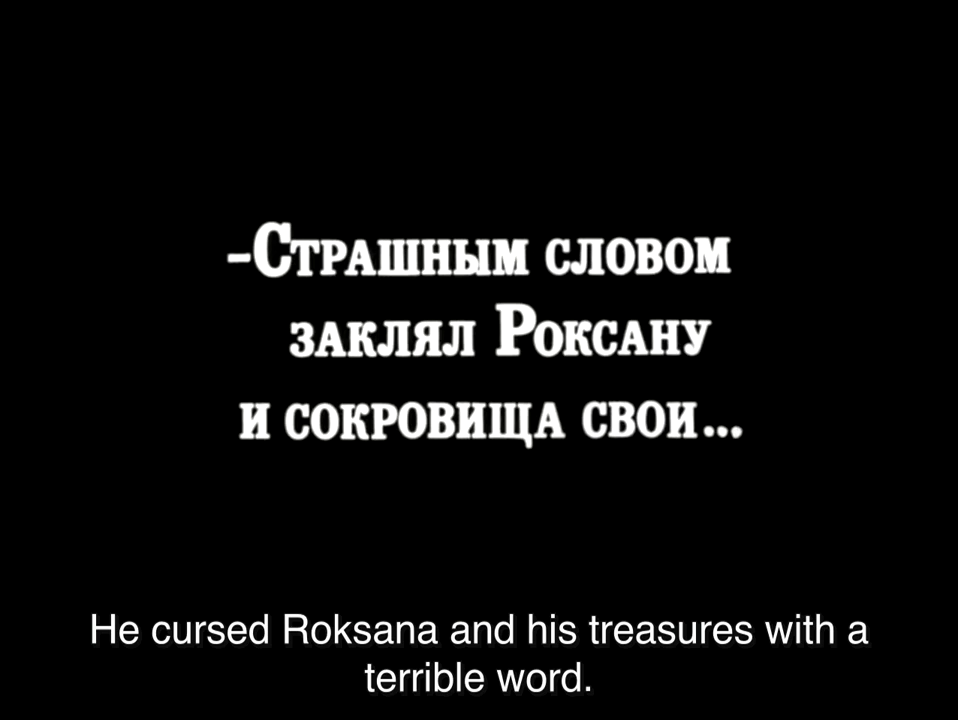 -Страшным словом
заклял Роксану
и сокровища свои...
He cursed Roksana and his treasures with a
terrible word.